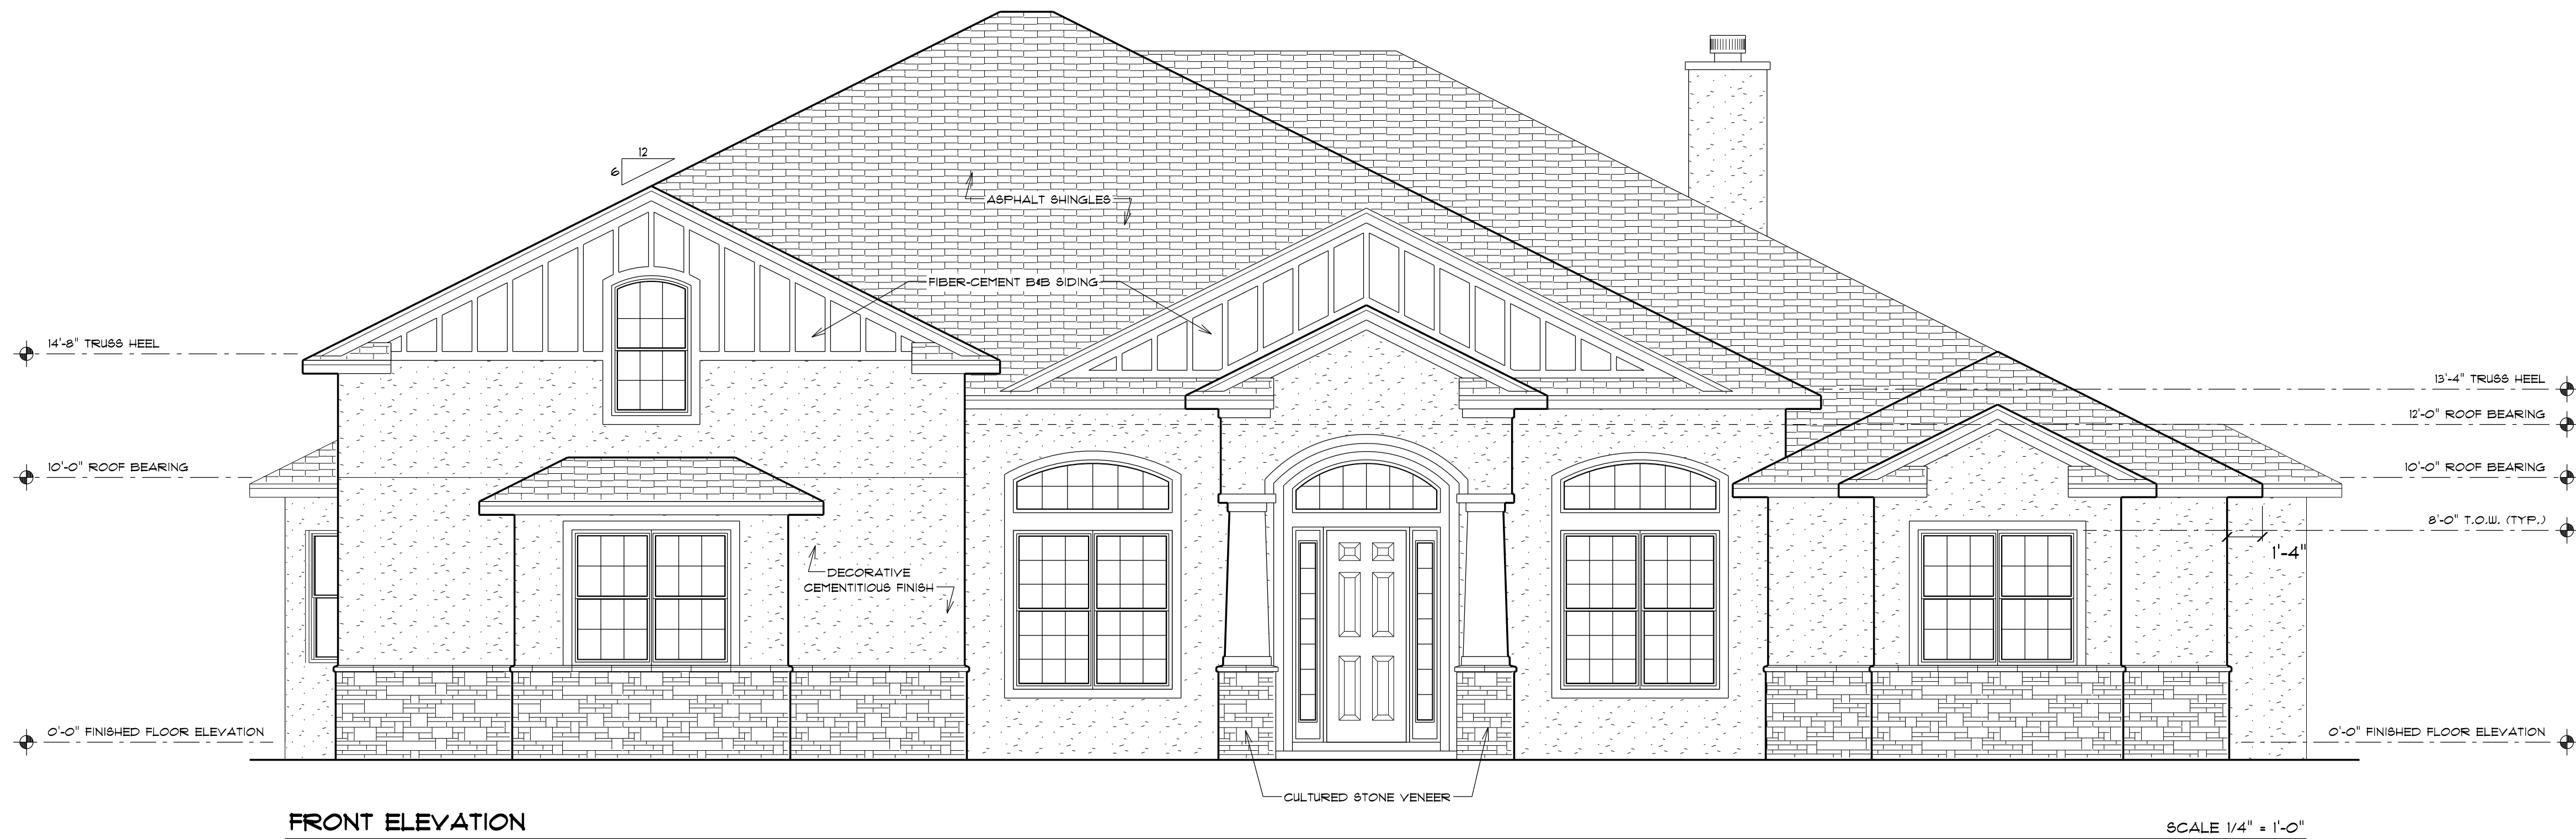 12
6
ASPHALT SHINGLES
FIBER-CEMENT B&B SIDING
14'-8" TRUSS HEEL
13'-4" TRUSS HEEL
12'-0" ROOF BEARING
10'-0" ROOF BEARING
10'-0" ROOF BEARING
8'-0" T.O.W. (TYP.)
1'-4"
DECORATIVE
CEMENTITIOUS FINISH
0'-0" FINISHED FLOOR ELEVATION
0'-0" FINISHED FLOOR ELEVATION
CULTURED STONE VENEER
FRONT ELEVATION
SCALE 1/4" = 1'-0"